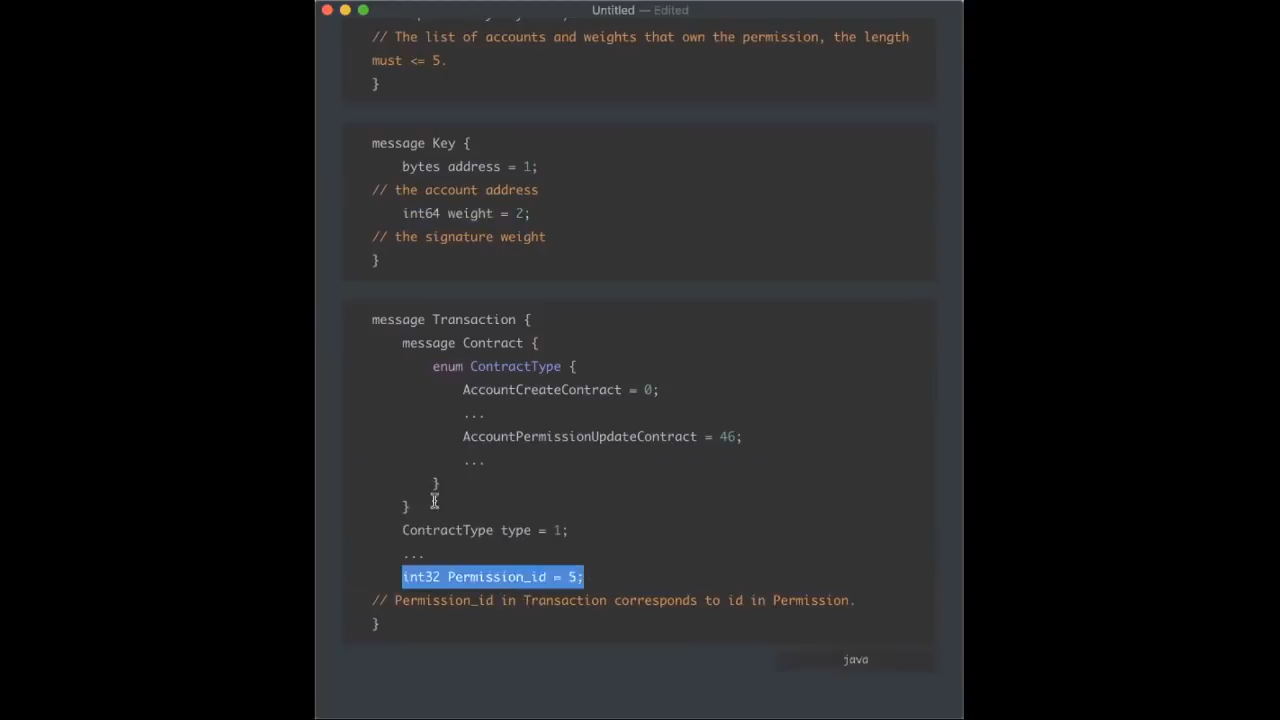 Untitled — Edited
// The list of accounts and weights that own the permission, the length
must <= 5.
}
message Key {
bytes address = 1;
// the account address
int64 weight = 2;
// the signature weight
}
message Transaction {
message Contract {
enum ContractType {
AccountCreateContract = 0;
...
AccountPermissionUpdateContract = 46;
...
}
}
ContractType type = 1;
...
int32 Permission_id = 5;
// Permission_id in Transaction corresponds to id in Permission.
}
java